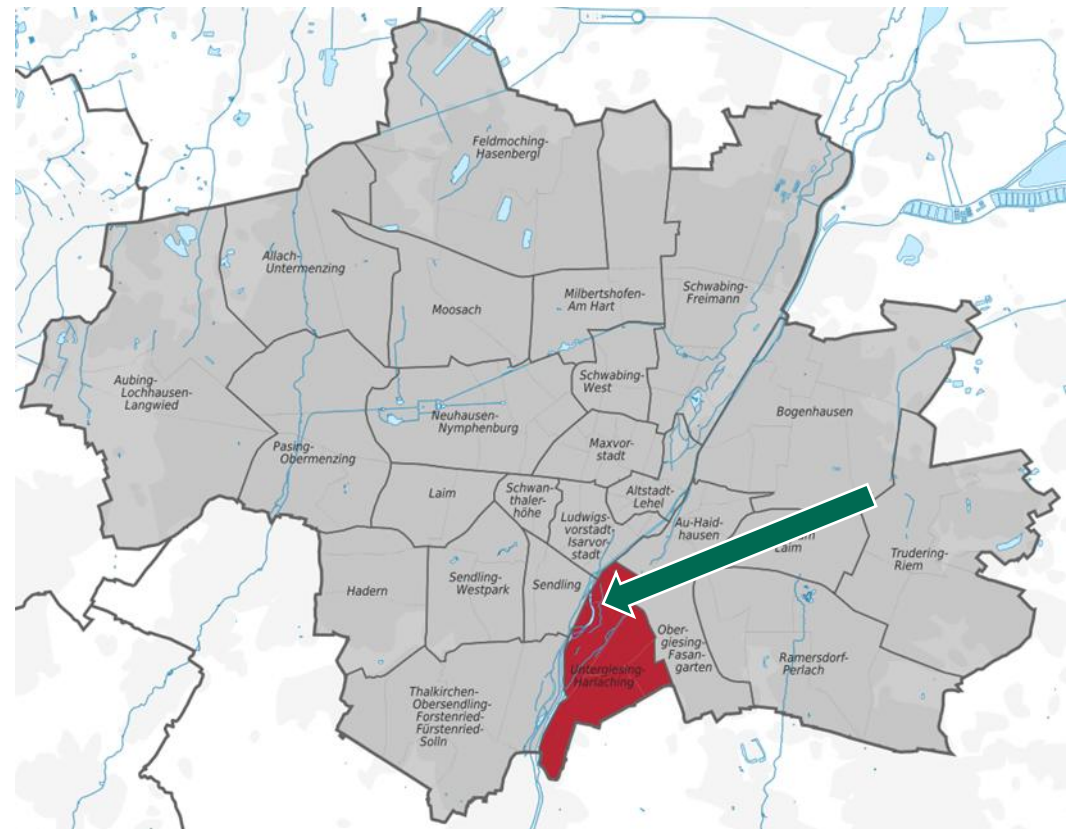 Feldmoching-
Hasenbergl
Allach-
Untermenzing
Moosach
Milbertshofen-
Am Hart
Schwabing-
Freimann
Aubing-
Lochhausen-
Langwied
Schwabing-
West
Neuhausen-
Nymphenburg
Bogenhausen
Pasing-
Obermenzing
Maxvor-
stadt
Laim
Schwan-
thaler-
höhe
Altstadt-
Lehel
Ludwigs-
vorstadt-
Isarvor-
stadt
Au-Haid-
hausen
Laim
Trudering-
Riem
Hadern
Sendling-
Westpark
Sendling
Ober-
giesing-
Fasan-
garten
Ramersdorf-
Perlach
Untergiesing-
Harlaching
Thalkirchen-
Obersendling-
Forstenried-
Fürstenried-
Solln